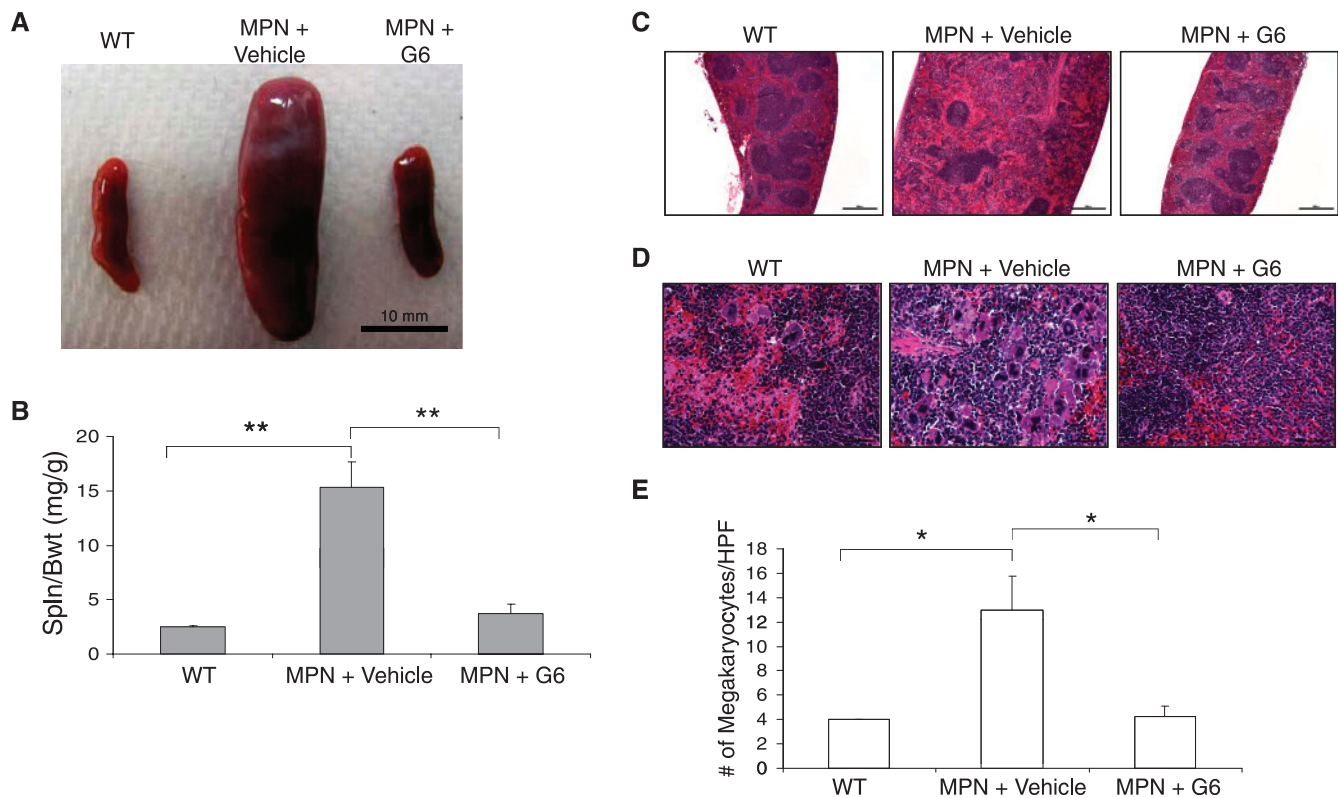 A
WT
MPN +
Vehicle
MPN +
G6
10 mm
B
**
**
Spln/Bwt (mg/g)
20
15
10
5
0
WT
MPN + Vehicle
MPN + G6
C
WT
MPN + Vehicle
MPN + G6
D
WT
MPN + Vehicle
MPN + G6
E
*
*
# of Megakaryocytes/HPF
18
16
14
12
10
8
6
4
2
0
WT
MPN + Vehicle
MPN + G6